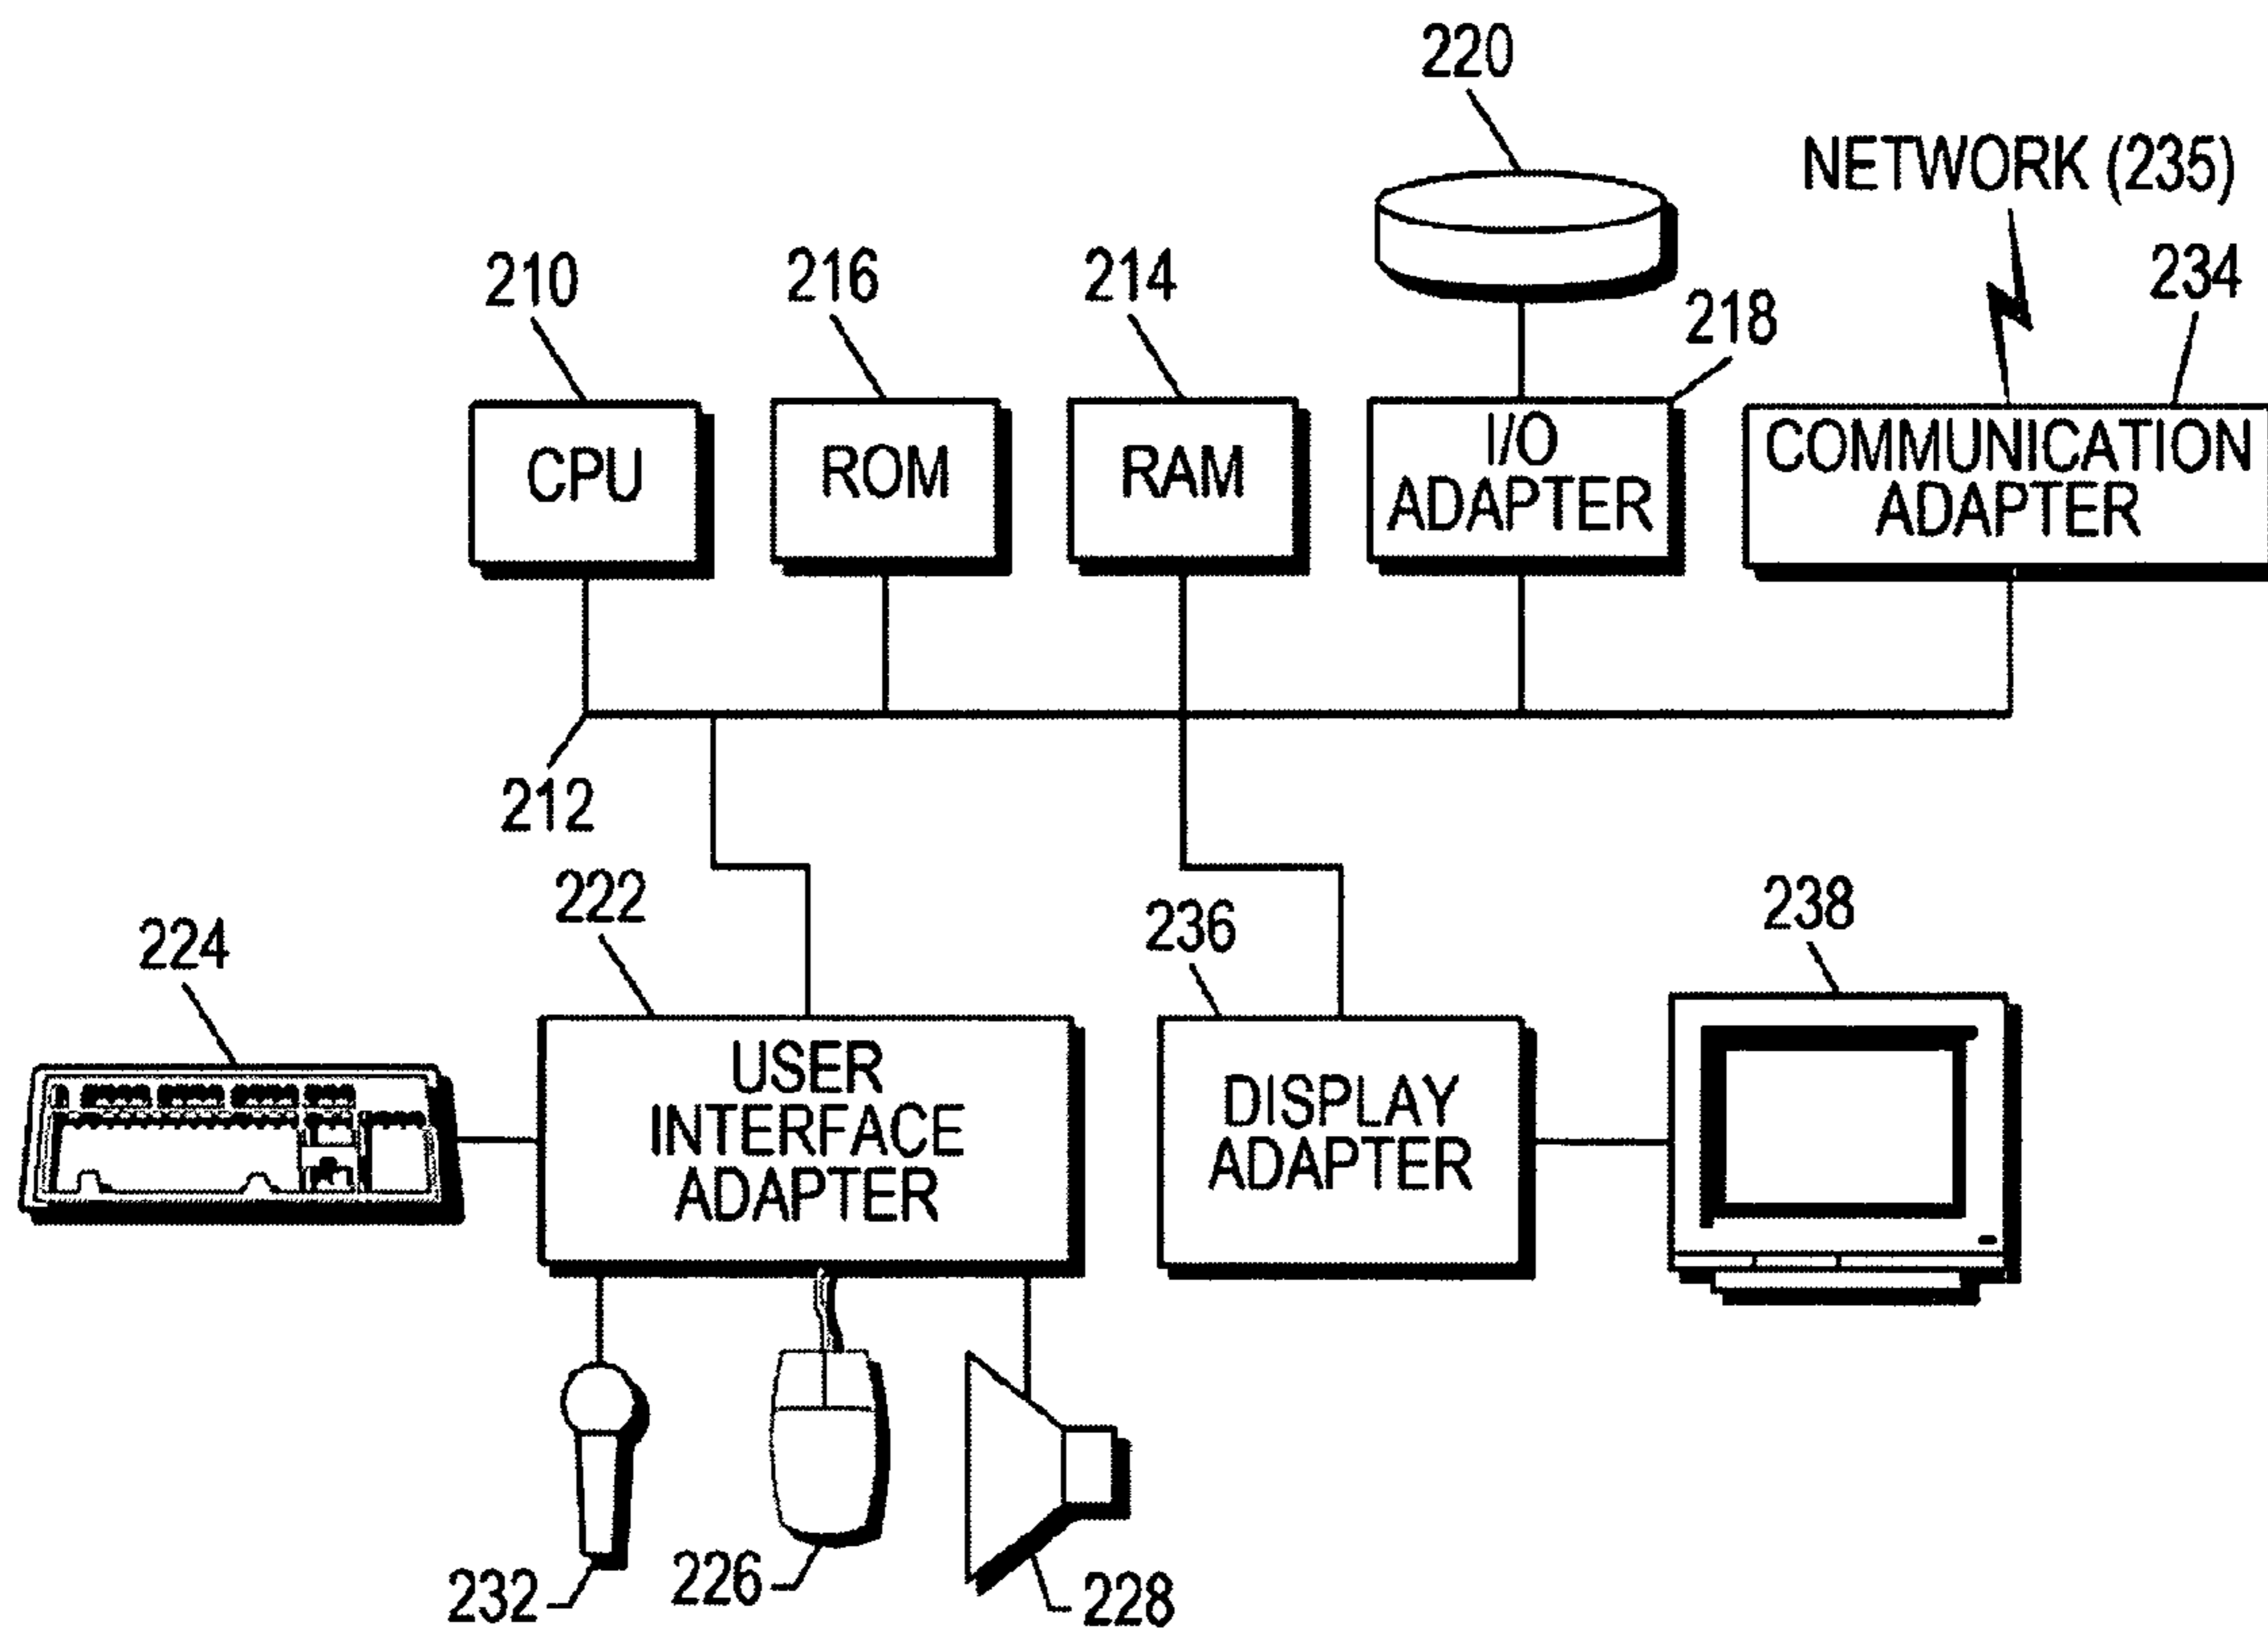 220
NETWORK (235)
210
216
214
218
234
CPU
ROM
RAM
I/O
ADAPTER
COMMUNICATION
ADAPTER
212
222
224
236
238
USER
INTERFACE
ADAPTER
DISPLAY
ADAPTER
232
226
228